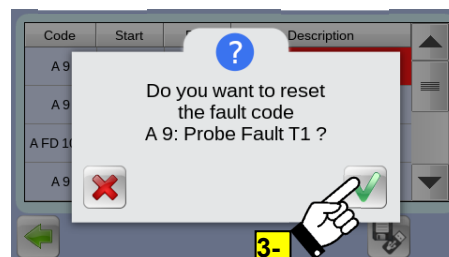 Code Start Description
?
A 9
Do you want to reset
the fault code
A 9: Probe Fault T1 ?
A 9
A FD 10
A 9
3-